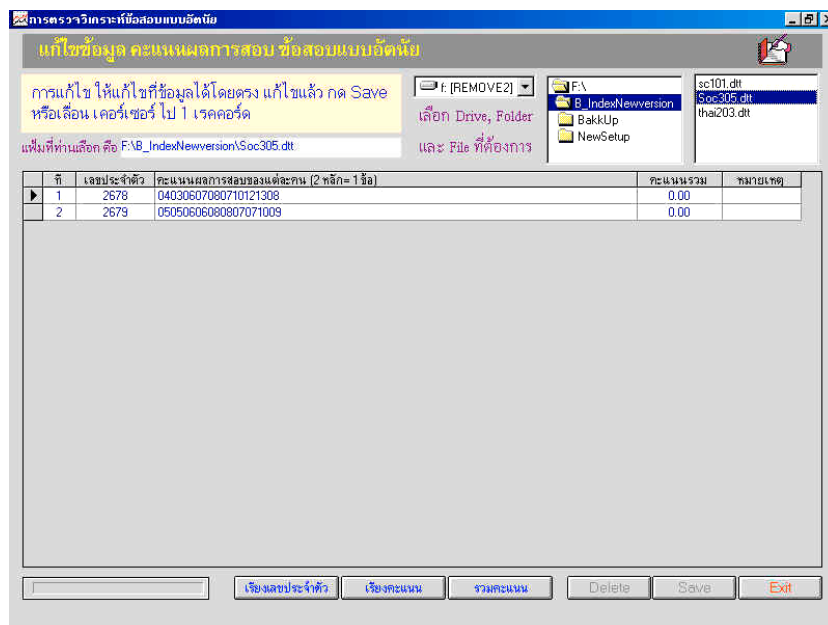 การตรวจวิเคราะห์ข้อสอบแบบอัตนัย
แก้ไขข้อมูล คะแนนผลการสอบ ข้อสอบแบบอัตนัย
การแก้ไข ให้แก้ไขที่ข้อมูลได้โดยตรง แก้ไขแล้ว กด Save
หรือเลื่อน เคอร์เซอร์ ไป 1 เรคคอร์ด
แฟ้มที่ท่านเลือก คือ F:\B_IndexNewversion\Soc305.dtt
f: [REMOVE2]
เลือก Drive, Folder
และ File ที่ต้องการ
F:\
B_IndexNewversion
BakkUp
NewSetup
sc101.dtt
Soc305.dtt
thai203.dtt
ที่ เลขประจำตัว คะแนนผลการสอบของแต่ละคน (2 หลัก= 1 ข้อ) คะแนนรวม หมายเหตุ
1 2678 04030607080710121308 0.00
2 2679 05050606080807071009 0.00
เรียงเลขประจำตัว เรียงคะแนน รวมคะแนน Delete Save Exit